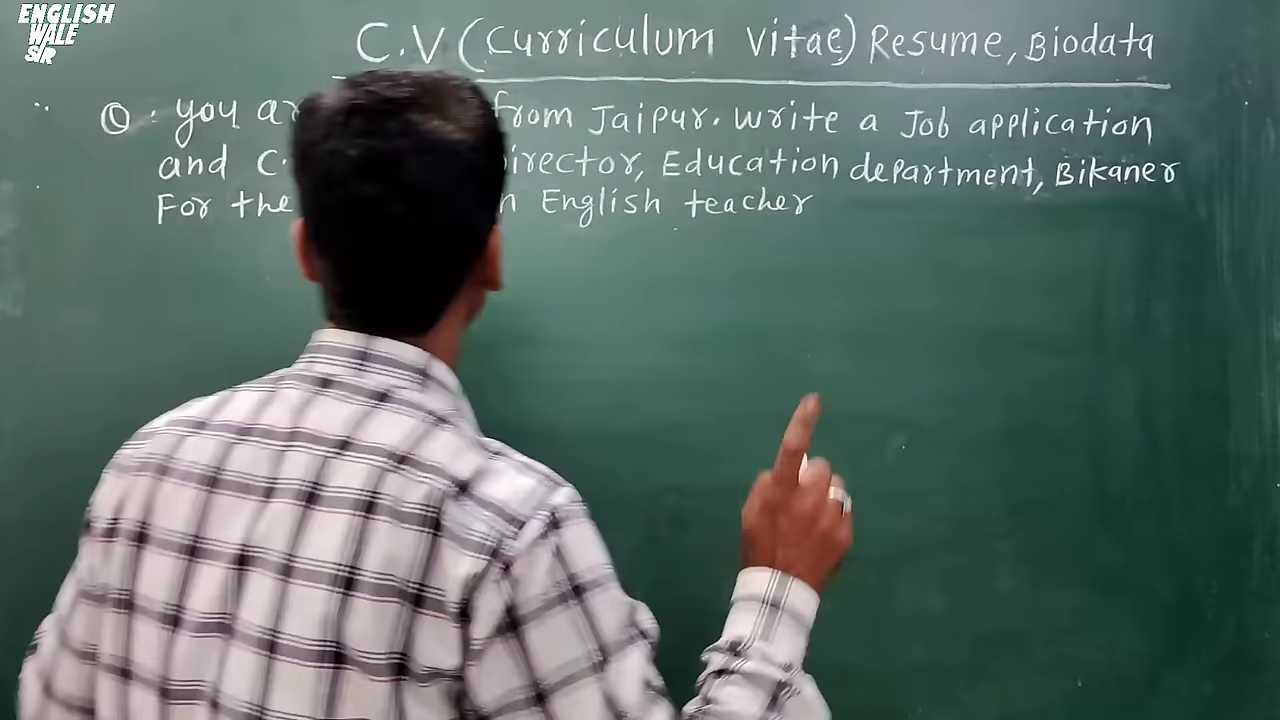 ENGLISH
WALE
SIR
C.V (Curriculum vitae) Resume, Biodata
Q. you from Jaipur. Write a Job application
and Education department, Bikaner
For the English teacher